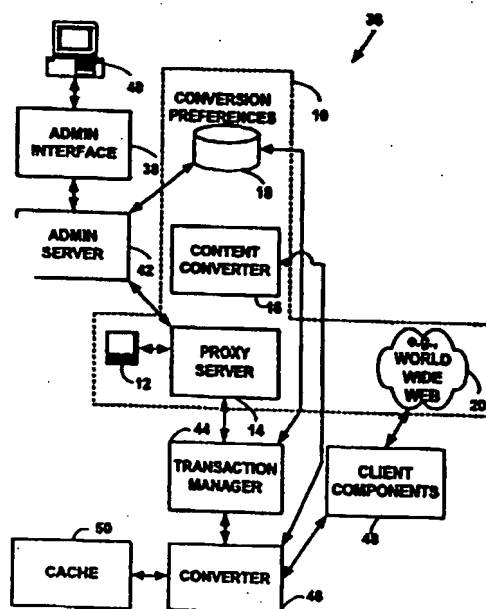 36
40
CONVERSION
PREFERENCES
10
ADMIN
INTERFACE
38
18
ADMIN
SERVER
42
CONTENT
CONVERTER
16
e.g.,
WORLD
WIDE
WEB
20
12
PROXY
SERVER
14
44
TRANSACTION
MANAGER
CLIENT
COMPONENTS
48
50
CACHE
CONVERTER
46